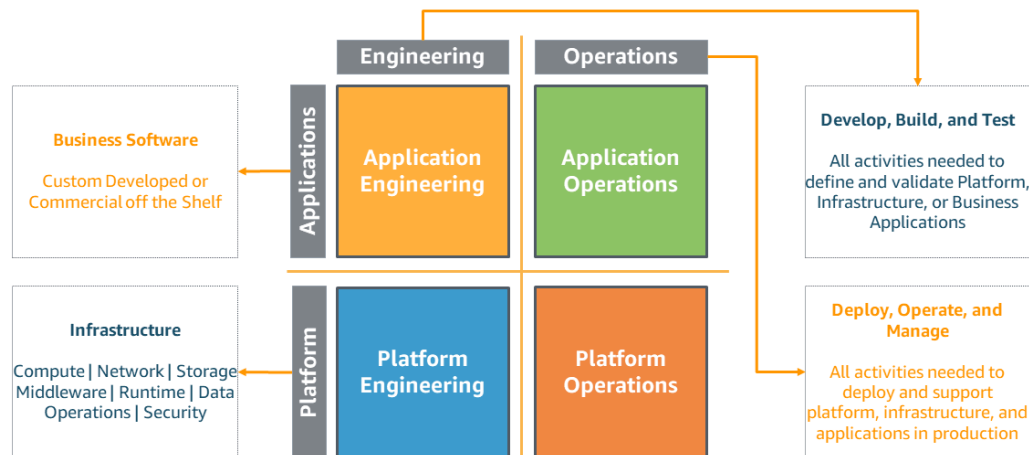 Engineering
Operations
Applications
Platform
Business Software
Custom Developed or
Commercial off the Shelf
Application
Engineering
Application
Operations
Develop, Build, and Test
All activities needed to
define and validate Platform,
Infrastructure, or Business
Applications
Infrastructure
Compute | Network | Storage
Middleware | Runtime | Data
Operations | Security
Platform
Engineering
Platform
Operations
Deploy, Operate, and
Manage
All activities needed to
deploy and support
platform, infrastructure, and
applications in production